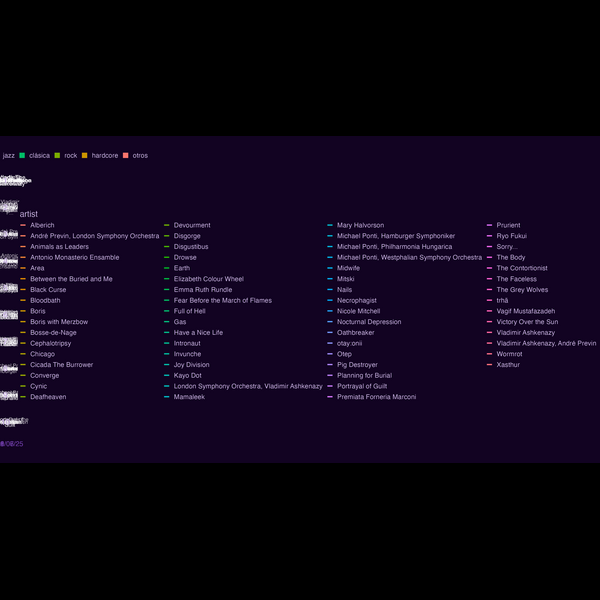 jazz clásica rock hardcore otros
artist
Alberich
André Previn, London Symphony Orchestra
Animals as Leaders
Antonio Monasterio Ensamble
Area
Between the Buried and Me
Black Curse
Bloodbath
Boris
Boris with Merzbow
Bosse-de-Nage
Cephalotripsy
Chicago
Cicada The Burrower
Converge
Cynic
Deafheaven
Devourment
Disgorge
Disgustibus
Drowse
Earth
Elizabeth Colour Wheel
Emma Ruth Rundle
Fear Before the March of Flames
Full of Hell
Gas
Have a Nice Life
Intronaut
Invunche
Joy Division
Kayo Dot
London Symphony Orchestra, Vladimir Ashkenazy
Mamaleek
Mary Halvorson
Michael Ponti, Hamburger Symphoniker
Michael Ponti, Philharmonia Hungarica
Michael Ponti, Westphalian Symphony Orchestra
Midwife
Mitski
Nails
Necrophagist
Nicole Mitchell
Nocturnal Depression
Oathbreaker
otay:onii
Otep
Pig Destroyer
Planning for Burial
Portrayal of Guilt
Premiata Forneria Marconi
Prurient
Ryo Fukui
Sorry...
The Body
The Contortionist
The Faceless
The Grey Wolves
trhä
Vagif Mustafazadeh
Victory Over the Sun
Vladimir Ashkenazy
Vladimir Ashkenazy, André Previn
Wormrot
Xasthur